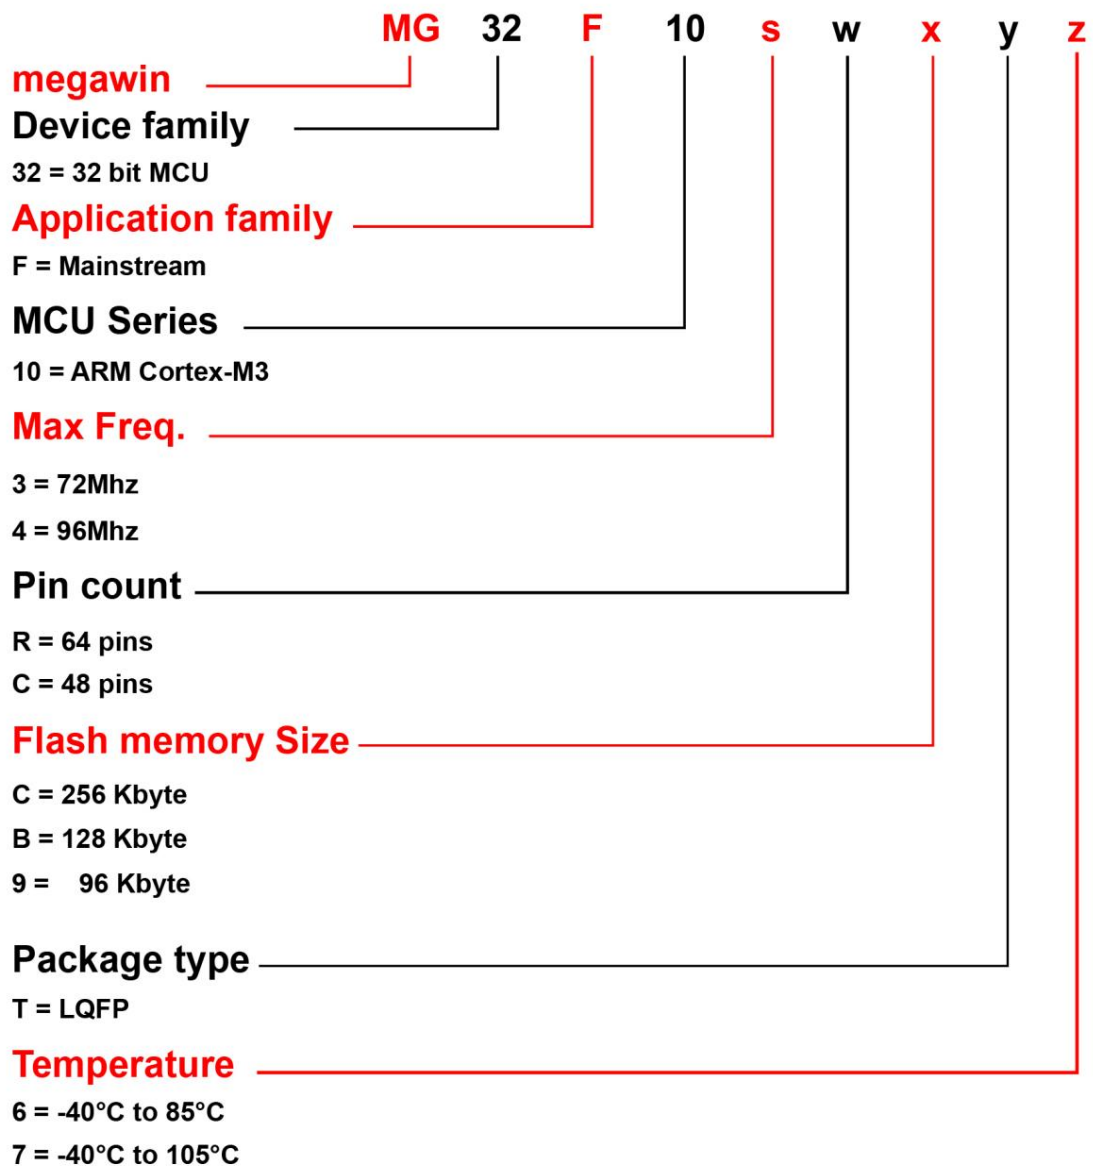 MG 32 F 10 s w x y z
megawin
Device family
32 = 32 bit MCU
Application family
F = Mainstream
MCU Series
10 = ARM Cortex-M3
Max Freq.
3 = 72Mhz
4 = 96Mhz
Pin count
R = 64 pins
C = 48 pins
Flash memory Size
C = 256 Kbyte
B = 128 Kbyte
9 = 96 Kbyte
Package type
T = LQFP
Temperature
6 = -40°C to 85°C
7 = -40°C to 105°C